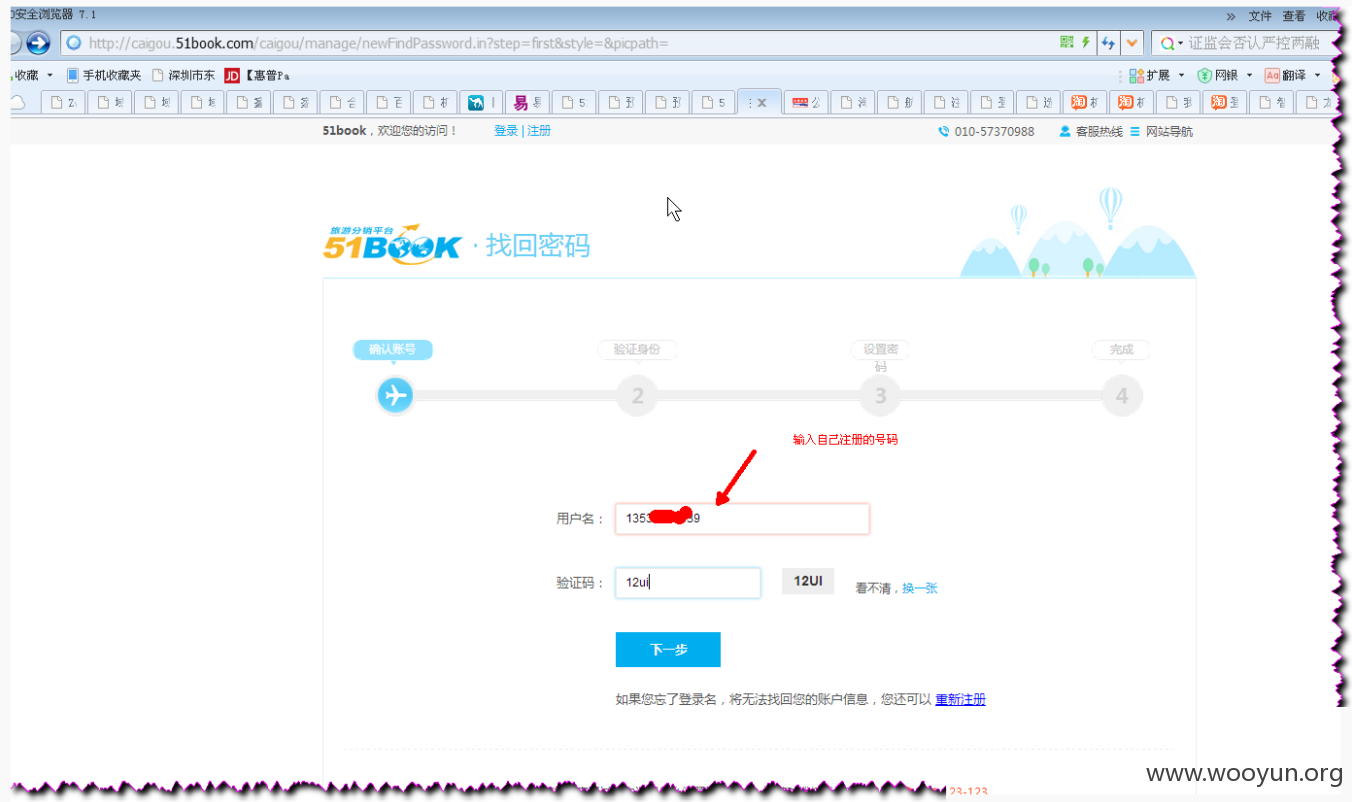 安全浏览器 7.1
» 文件 查看 收藏
http://caigou.51book.com/caigou/manage/newFindPassword.in?step=first&style=&picpath=
证监会否认严控两融
收藏 手机收藏夹 深圳市东 JD 【惠普Pa
扩展 网银 Aa 翻译
51book，欢迎您的访问！ 登录 | 注册
010-57370988 客服热线 网站导航
旅游分销平台
51BOOK · 找回密码
确认账号 验证身份 设置密码 完成
2 3 4
输入自己注册的号码
用户名：
验证码： 12ui 12UI 看不清，换一张
下一步
如果您忘了登录名，将无法找回您的账户信息，您还可以 重新注册
www.wooyun.org
23-123